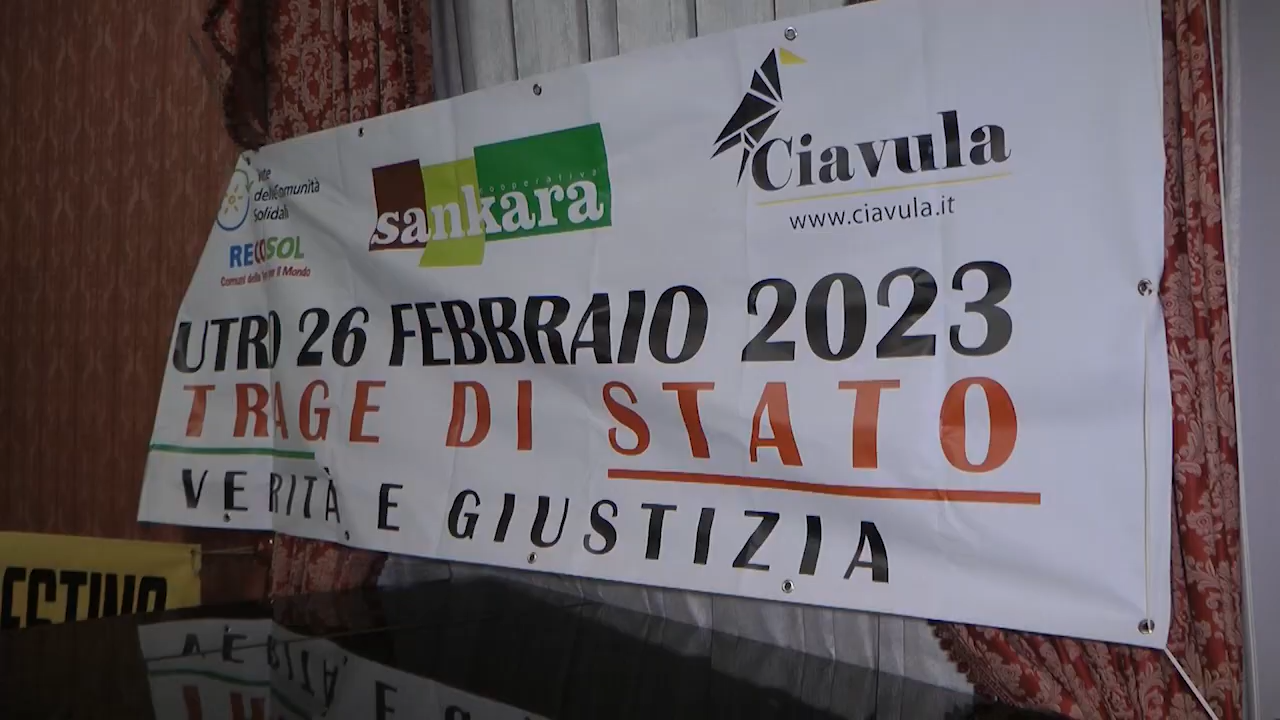 delle Comunità
Solidali
RECOSOL
cooperativa
sankara
Ciavula
www.ciavula.it
UTRO 26 FEBBRAIO 2023
TRAGE DI STATO
VERITÀ E GIUSTIZIA
ESTINO